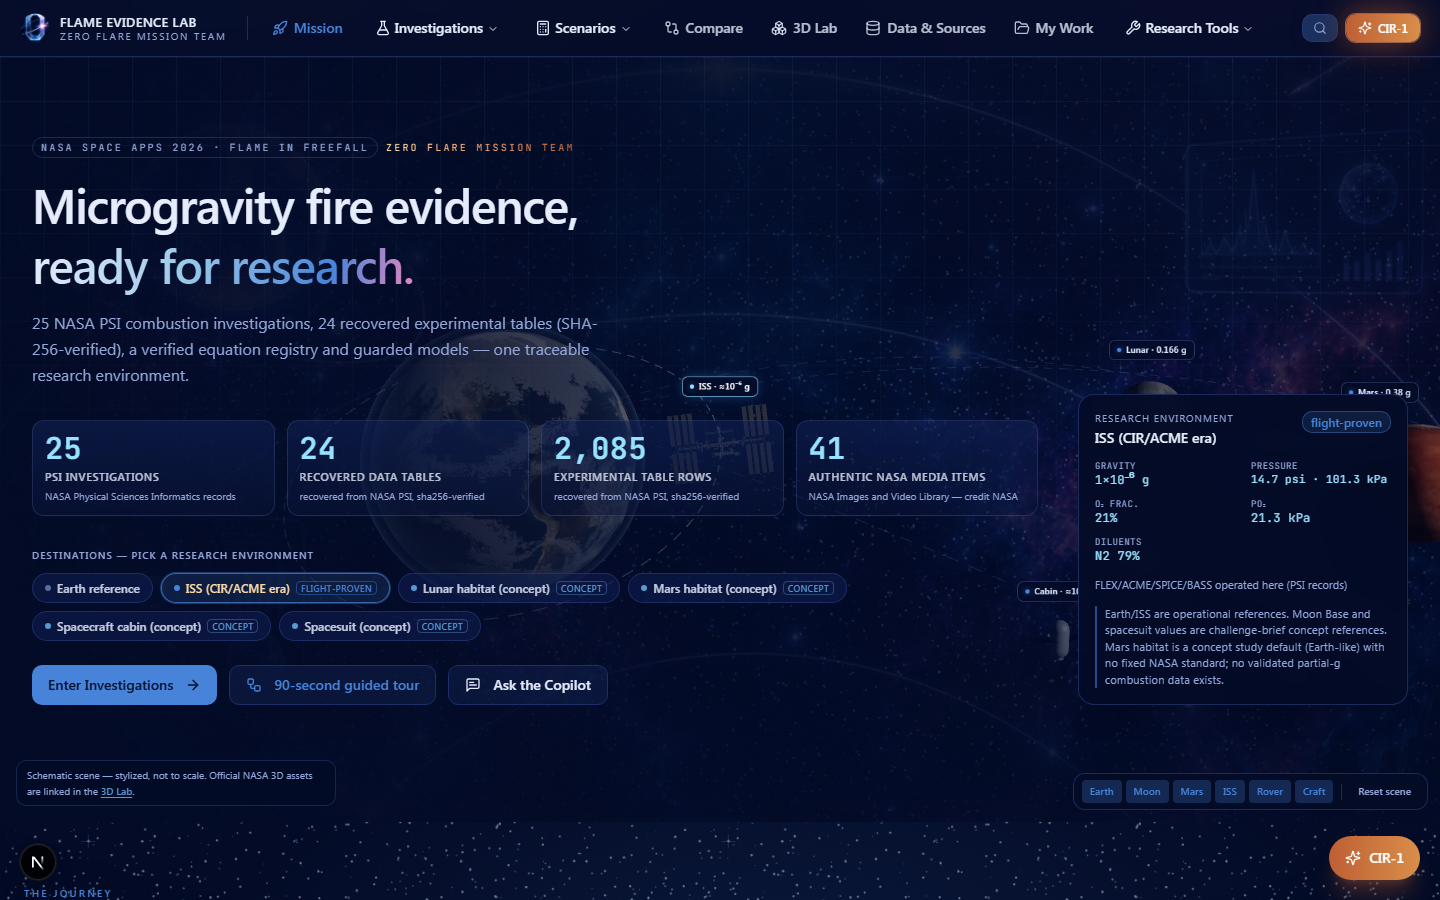 FLAME EVIDENCE LAB
ZERO FLARE MISSION TEAM
Mission
Investigations
Scenarios
Compare
3D Lab
Data & Sources
My Work
Research Tools
CIR-1
NASA SPACE APPS 2026 · FLAME IN FREEFALL
ZERO FLARE MISSION TEAM
Microgravity fire evidence,
ready for research.
25 NASA PSI combustion investigations, 24 recovered experimental tables (SHA-
256-verified), a verified equation registry and guarded models — one traceable
research environment.
Lunar · 0.166 g
ISS · ≈10⁻⁶ g
Mars · 0.38 g
25
PSI INVESTIGATIONS
NASA Physical Sciences Informatics records
24
RECOVERED DATA TABLES
recovered from NASA PSI, sha256-verified
2,085
EXPERIMENTAL TABLE ROWS
recovered from NASA PSI, sha256-verified
41
AUTHENTIC NASA MEDIA ITEMS
NASA Images and Video Library — credit NASA
RESEARCH ENVIRONMENT
flight-proven
ISS (CIR/ACME era)
GRAVITY
1×10⁻⁶ g
PRESSURE
14.7 psi · 101.3 kPa
O₂ FRAC.
21%
PO₂
21.3 kPa
DILUENTS
N2 79%
FLEX/ACME/SPICE/BASS operated here (PSI records)
Earth/ISS are operational references. Moon Base and
spacesuit values are challenge-brief concept references.
Mars habitat is a concept study default (Earth-like) with
no fixed NASA standard; no validated partial-g
combustion data exists.
DESTINATIONS — PICK A RESEARCH ENVIRONMENT
Earth reference
ISS (CIR/ACME era) FLIGHT-PROVEN
Lunar habitat (concept) CONCEPT
Mars habitat (concept) CONCEPT
Spacecraft cabin (concept) CONCEPT
Spacesuit (concept) CONCEPT
Cabin · ≈10
Enter Investigations
90-second guided tour
Ask the Copilot
Schematic scene — stylized, not to scale. Official NASA 3D assets
are linked in the 3D Lab.
Earth
Moon
Mars
ISS
Rover
Craft
Reset scene
N
CIR-1
THE JOURNEY